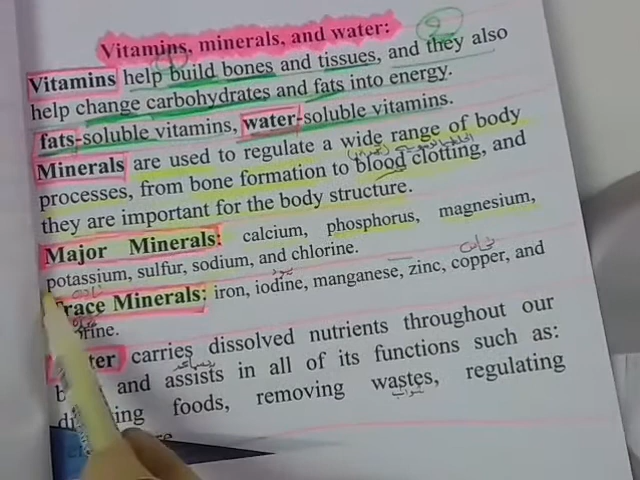 Vitamins, minerals, and water:
Vitamins help build bones and tissues, and they also
help change carbohydrates and fats into energy.
fats-soluble vitamins, water-soluble vitamins.
Minerals are used to regulate a wide range of body
processes, from bone formation to blood clotting, and
they are important for the body structure.
Major Minerals: calcium, phosphorus, magnesium,
نحاس
potassium, sulfur, sodium, and chlorine.
يود
Minerals: iron, iodine, manganese, zinc, copper, and
carries dissolved nutrients throughout our
and assists in all of its functions such as:
foods, removing wastes, regulating